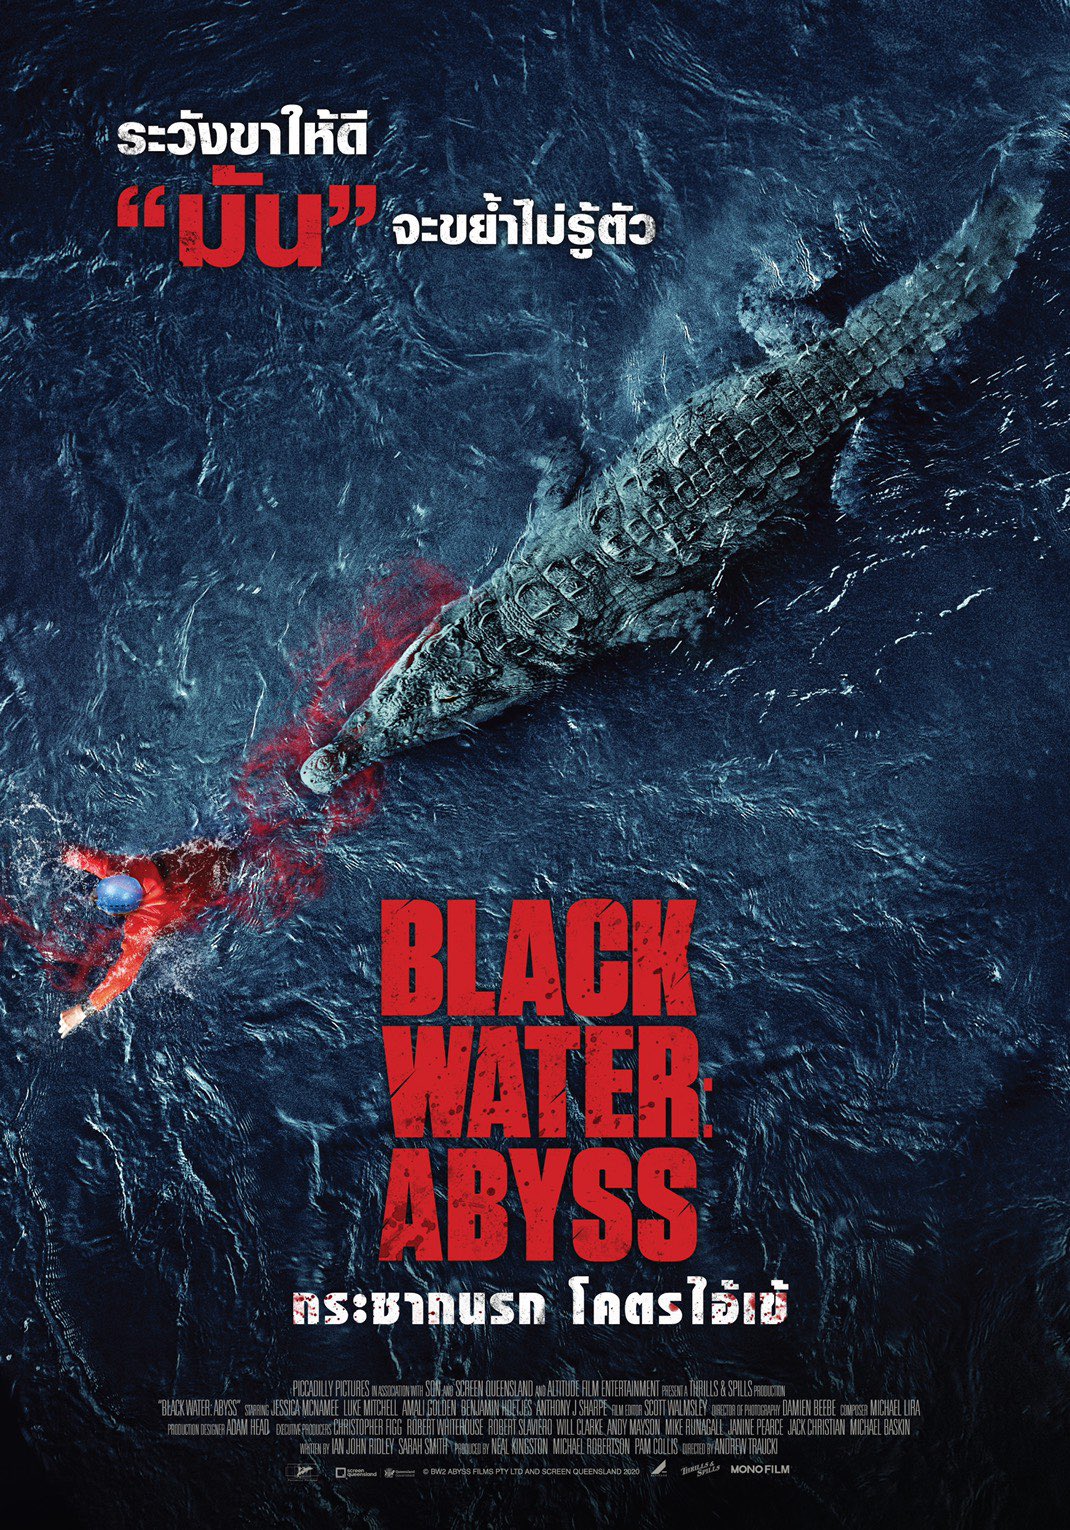 ระวังขาให้ดี
“มัน” จะขย้ำไม่รู้ตัว
BLACK
WATER:
ABYSS
กระชากนรก โคตรไอ้เข้
PICCADILLY PICTURES IN ASSOCIATION WITH SQN AND SCREEN QUEENSLAND AND ALTITUDE FILM ENTERTAINMENT PRESENT A THRILLS & SPILLS PRODUCTION
"BLACK WATER: ABYSS" STARRING JESSICA MCNAMEE LUKE MITCHELL AMALI GOLDEN BENJAMIN HOETJES ANTHONY J SHARPE FILM EDITOR SCOTT WALMSLEY DIRECTOR OF PHOTOGRAPHY DAMIEN BEEBE COMPOSER MICHAEL LIRA
PRODUCTION DESIGNER ADAM HEAD EXECUTIVE PRODUCERS CHRISTOPHER FIGG ROBERT WHITEHOUSE ROBERT SLAVIERO WILL CLARKE ANDY MAYSON MIKE RUNAGALL JANINE PEARCE JACK CHRISTIAN MICHAEL BASKIN
WRITTEN BY IAN JOHN RIDLEY SARAH SMITH PRODUCED BY NEAL KINGSTON MICHAEL ROBERTSON PAM COLLIS DIRECTED BY ANDREW TRAUCKI
screen queensland Queensland © BW2 ABYSS FILMS PTY LTD AND SCREEN QUEENSLAND 2020 THRILLS & SPILLS MONO FILM